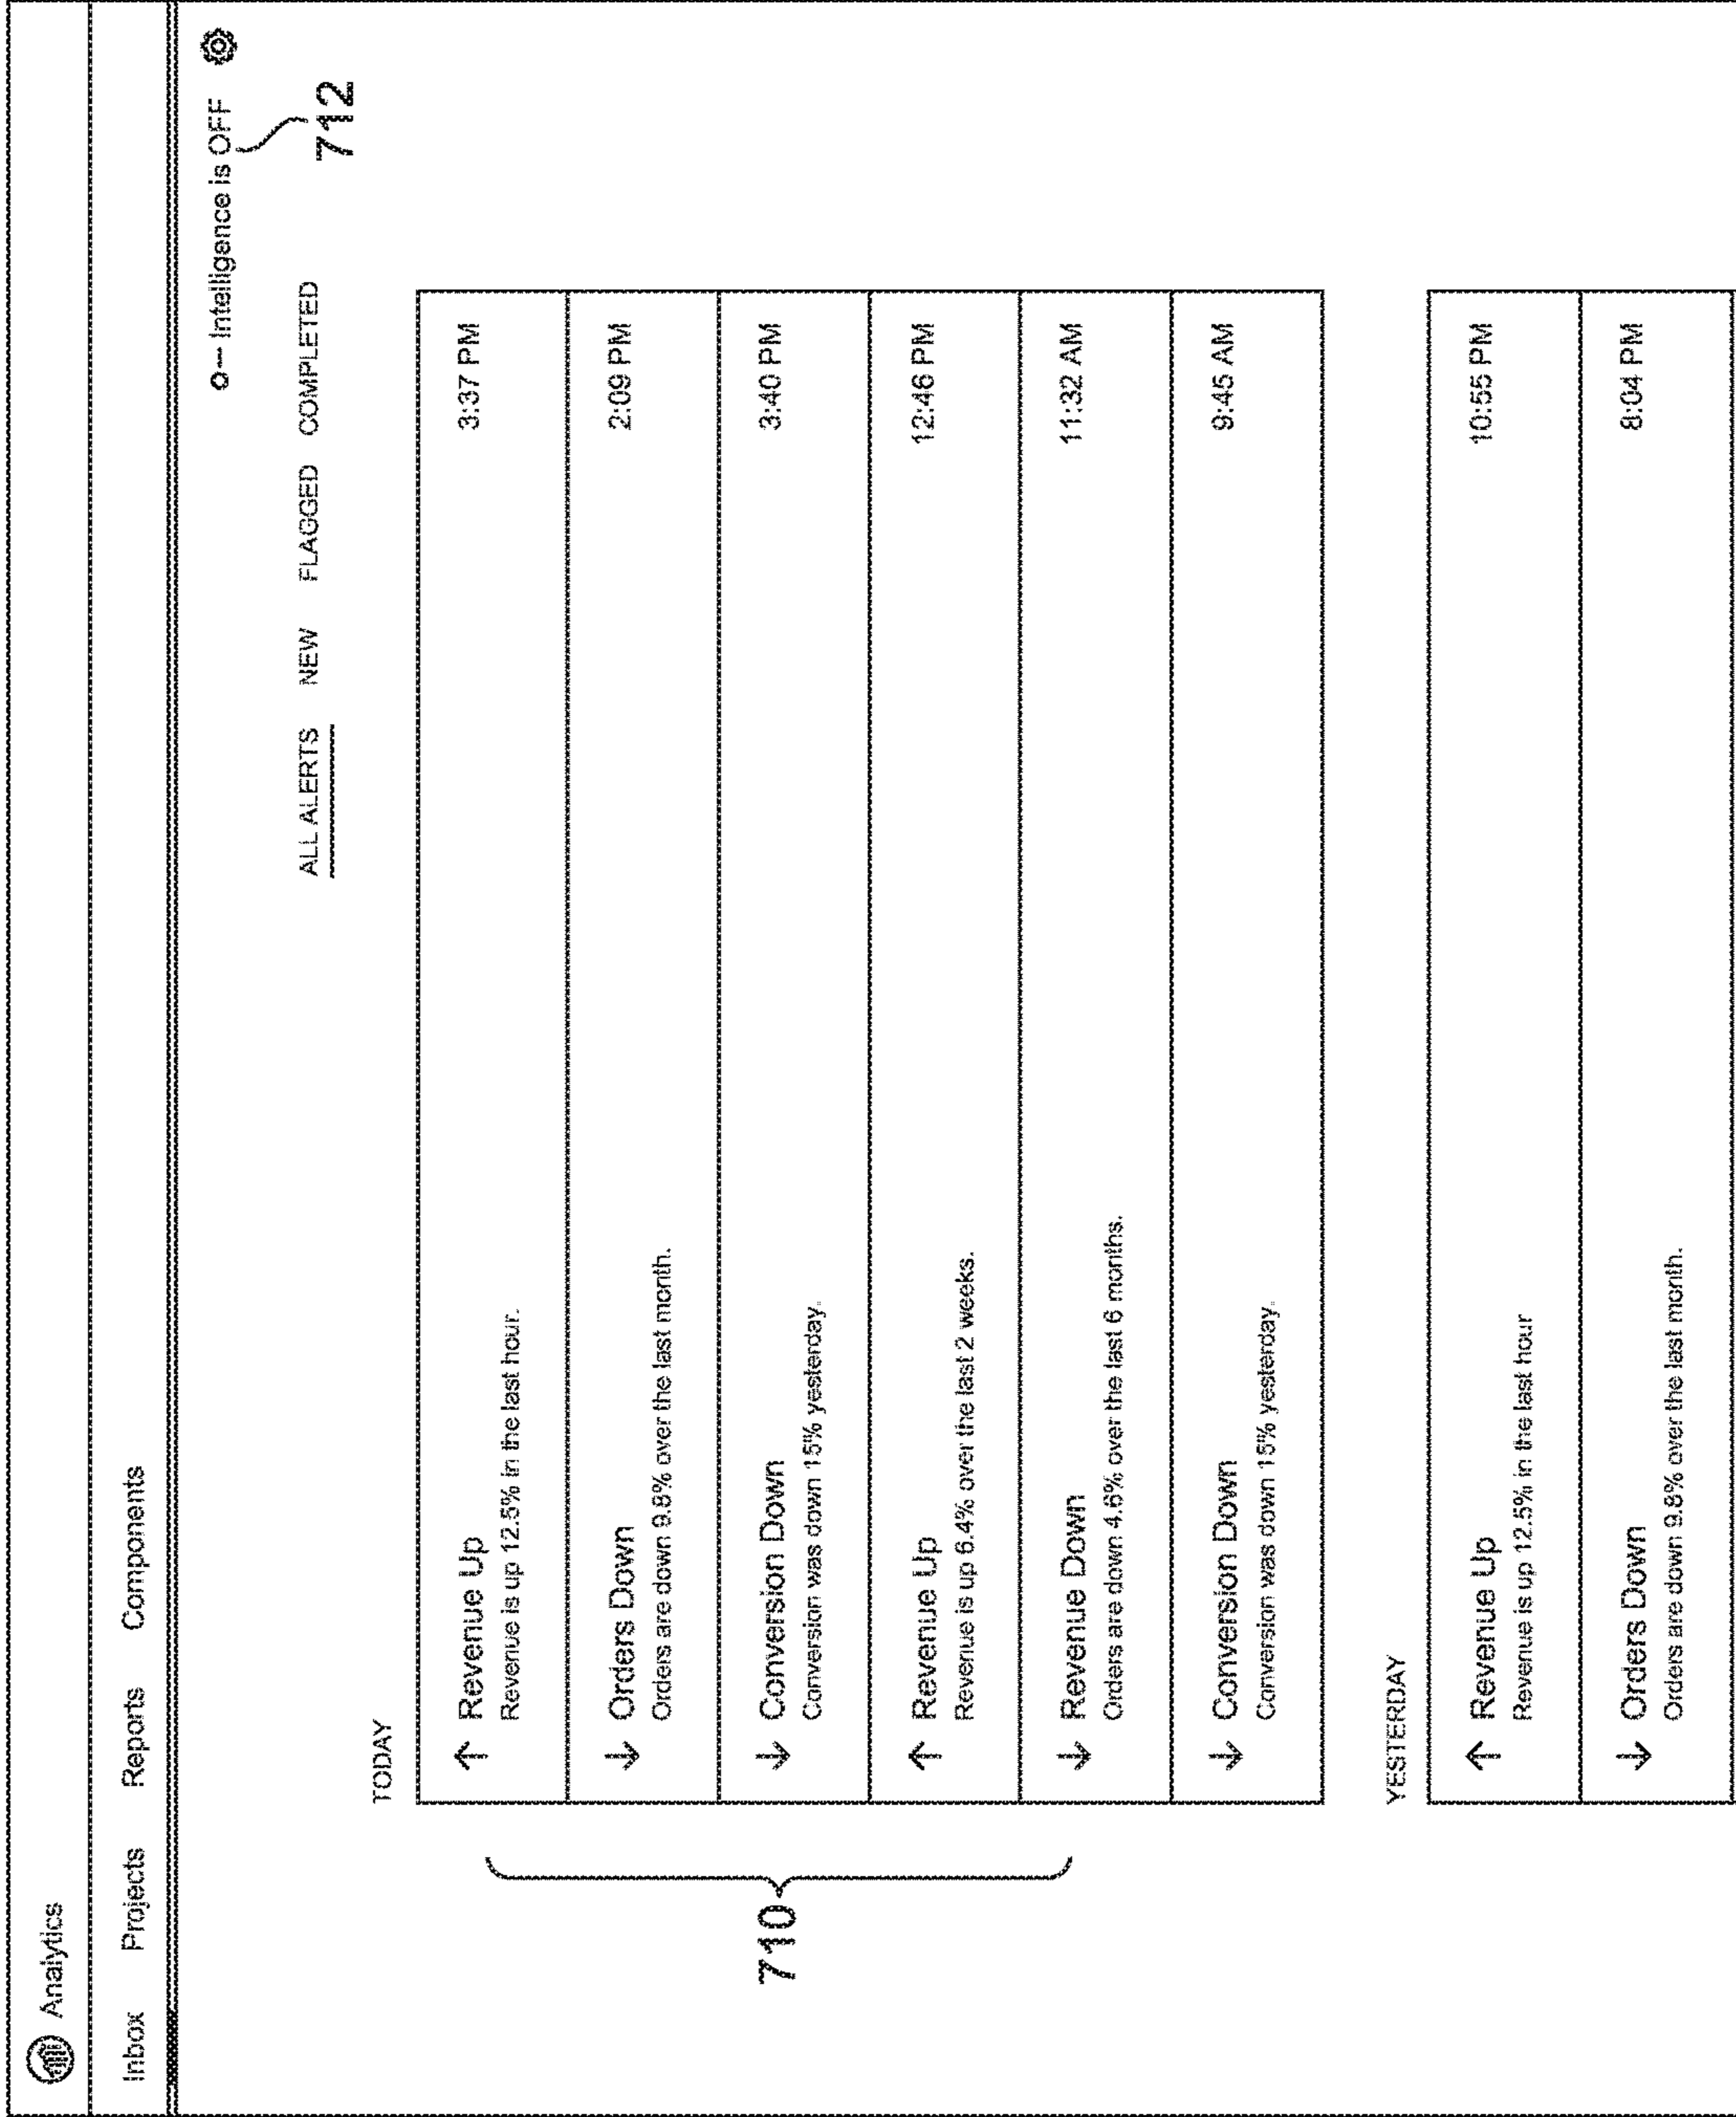 Analytics
Inbox Projects Reports Components
Intelligence is OFF
712
ALL ALERTS NEW FLAGGED COMPLETED
TODAY
710
Revenue Up 3:37 PM
Revenue is up 12.5% in the last hour.
Orders Down 2:09 PM
Orders are down 9.8% over the last month.
Conversion Down 3:40 PM
Conversion was down 15% yesterday.
Revenue Up 12:46 PM
Revenue is up 6.4% over the last 2 weeks.
Revenue Down 11:32 AM
Orders are down 4.6% over the last 6 months.
Conversion Down 9:45 AM
Conversion was down 15% yesterday.
YESTERDAY
Revenue Up 10:55 PM
Revenue is up 12.5% in the last hour
Orders Down 8:04 PM
Orders are down 9.8% over the last month.